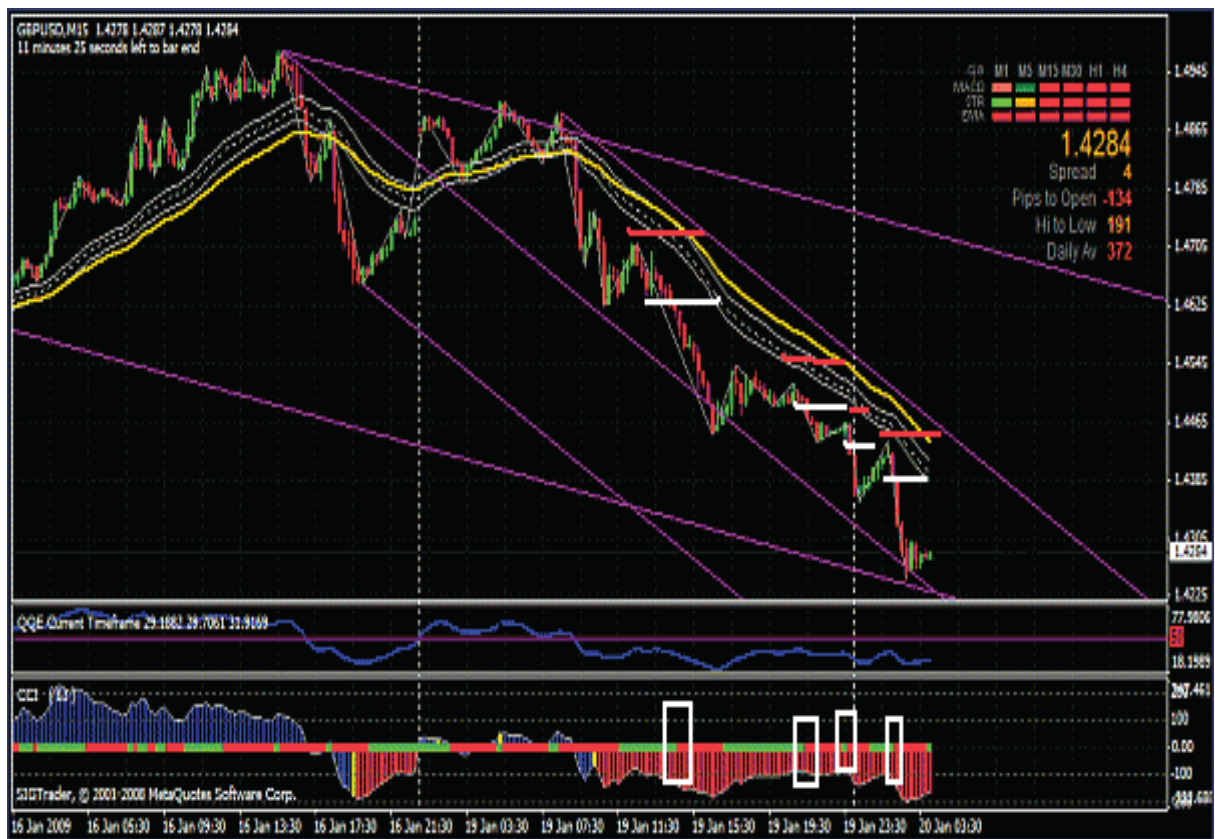 GBPUSD,M15 1.4278 1.4287 1.4278 1.4284
11 minutes 25 seconds left to bar end
M1 M5 M15 M30 H1 H4
MACD
STR
EMA
1.4284
Spread 4
Pips to Open -134
Hi to Low 191
Daily Av 372
1.4945
1.4865
1.4785
1.4705
1.4625
1.4545
1.4465
1.4385
1.4305
1.4284
1.4225
QQE Current Timeframe 29.1882 29.7061 31.9169
77.9806
50
18.1989
CCI
100
0.00
-100
SIGTrader, © 2001-2008 MetaQuotes Software Corp.
16 Jan 2009 16 Jan 05:30 16 Jan 09:30 16 Jan 13:30 16 Jan 17:30 16 Jan 21:30 19 Jan 03:30 19 Jan 07:30 19 Jan 11:30 19 Jan 15:30 19 Jan 19:30 19 Jan 23:30 20 Jan 03:30